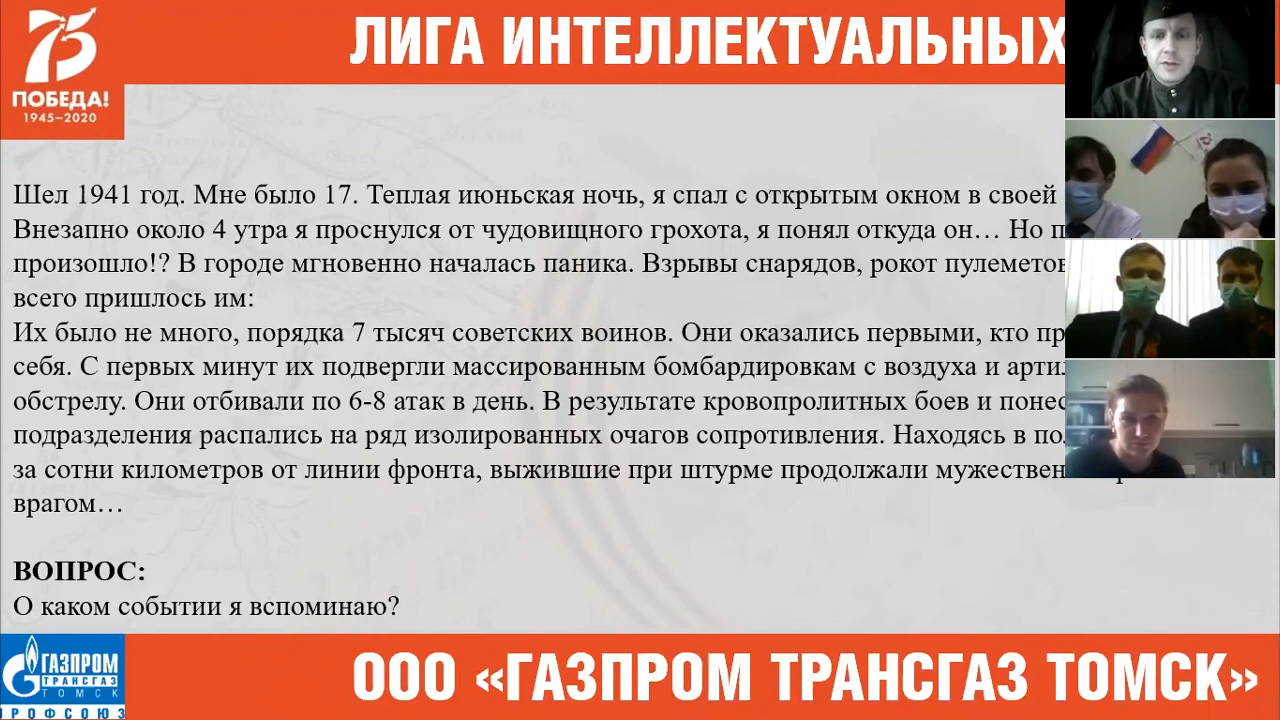 75
ПОБЕДА!
1945–2020
ЛИГА ИНТЕЛЛЕКТУАЛЬНЫХ
Шел 1941 год. Мне было 17. Теплая июньская ночь, я спал с открытым окном в своей
Внезапно около 4 утра я проснулся от чудовищного грохота, я понял откуда он… Но
произошло!? В городе мгновенно началась паника. Взрывы снарядов, рокот пулеметов
всего пришлось им:
Их было не много, порядка 7 тысяч советских воинов. Они оказались первыми, кто
себя. С первых минут их подвергли массированным бомбардировкам с воздуха и
обстрелу. Они отбивали по 6-8 атак в день. В результате кровопролитных боев и
подразделения распались на ряд изолированных очагов сопротивления. Находясь в
за сотни километров от линии фронта, выжившие при штурме продолжали
врагом…
ВОПРОС:
О каком событии я вспоминаю?
ГАЗПРОМ
ТРАНСГАЗ
ТОМСК
ПРОФСОЮЗ
ООО «ГАЗПРОМ ТРАНСГАЗ ТОМСК»